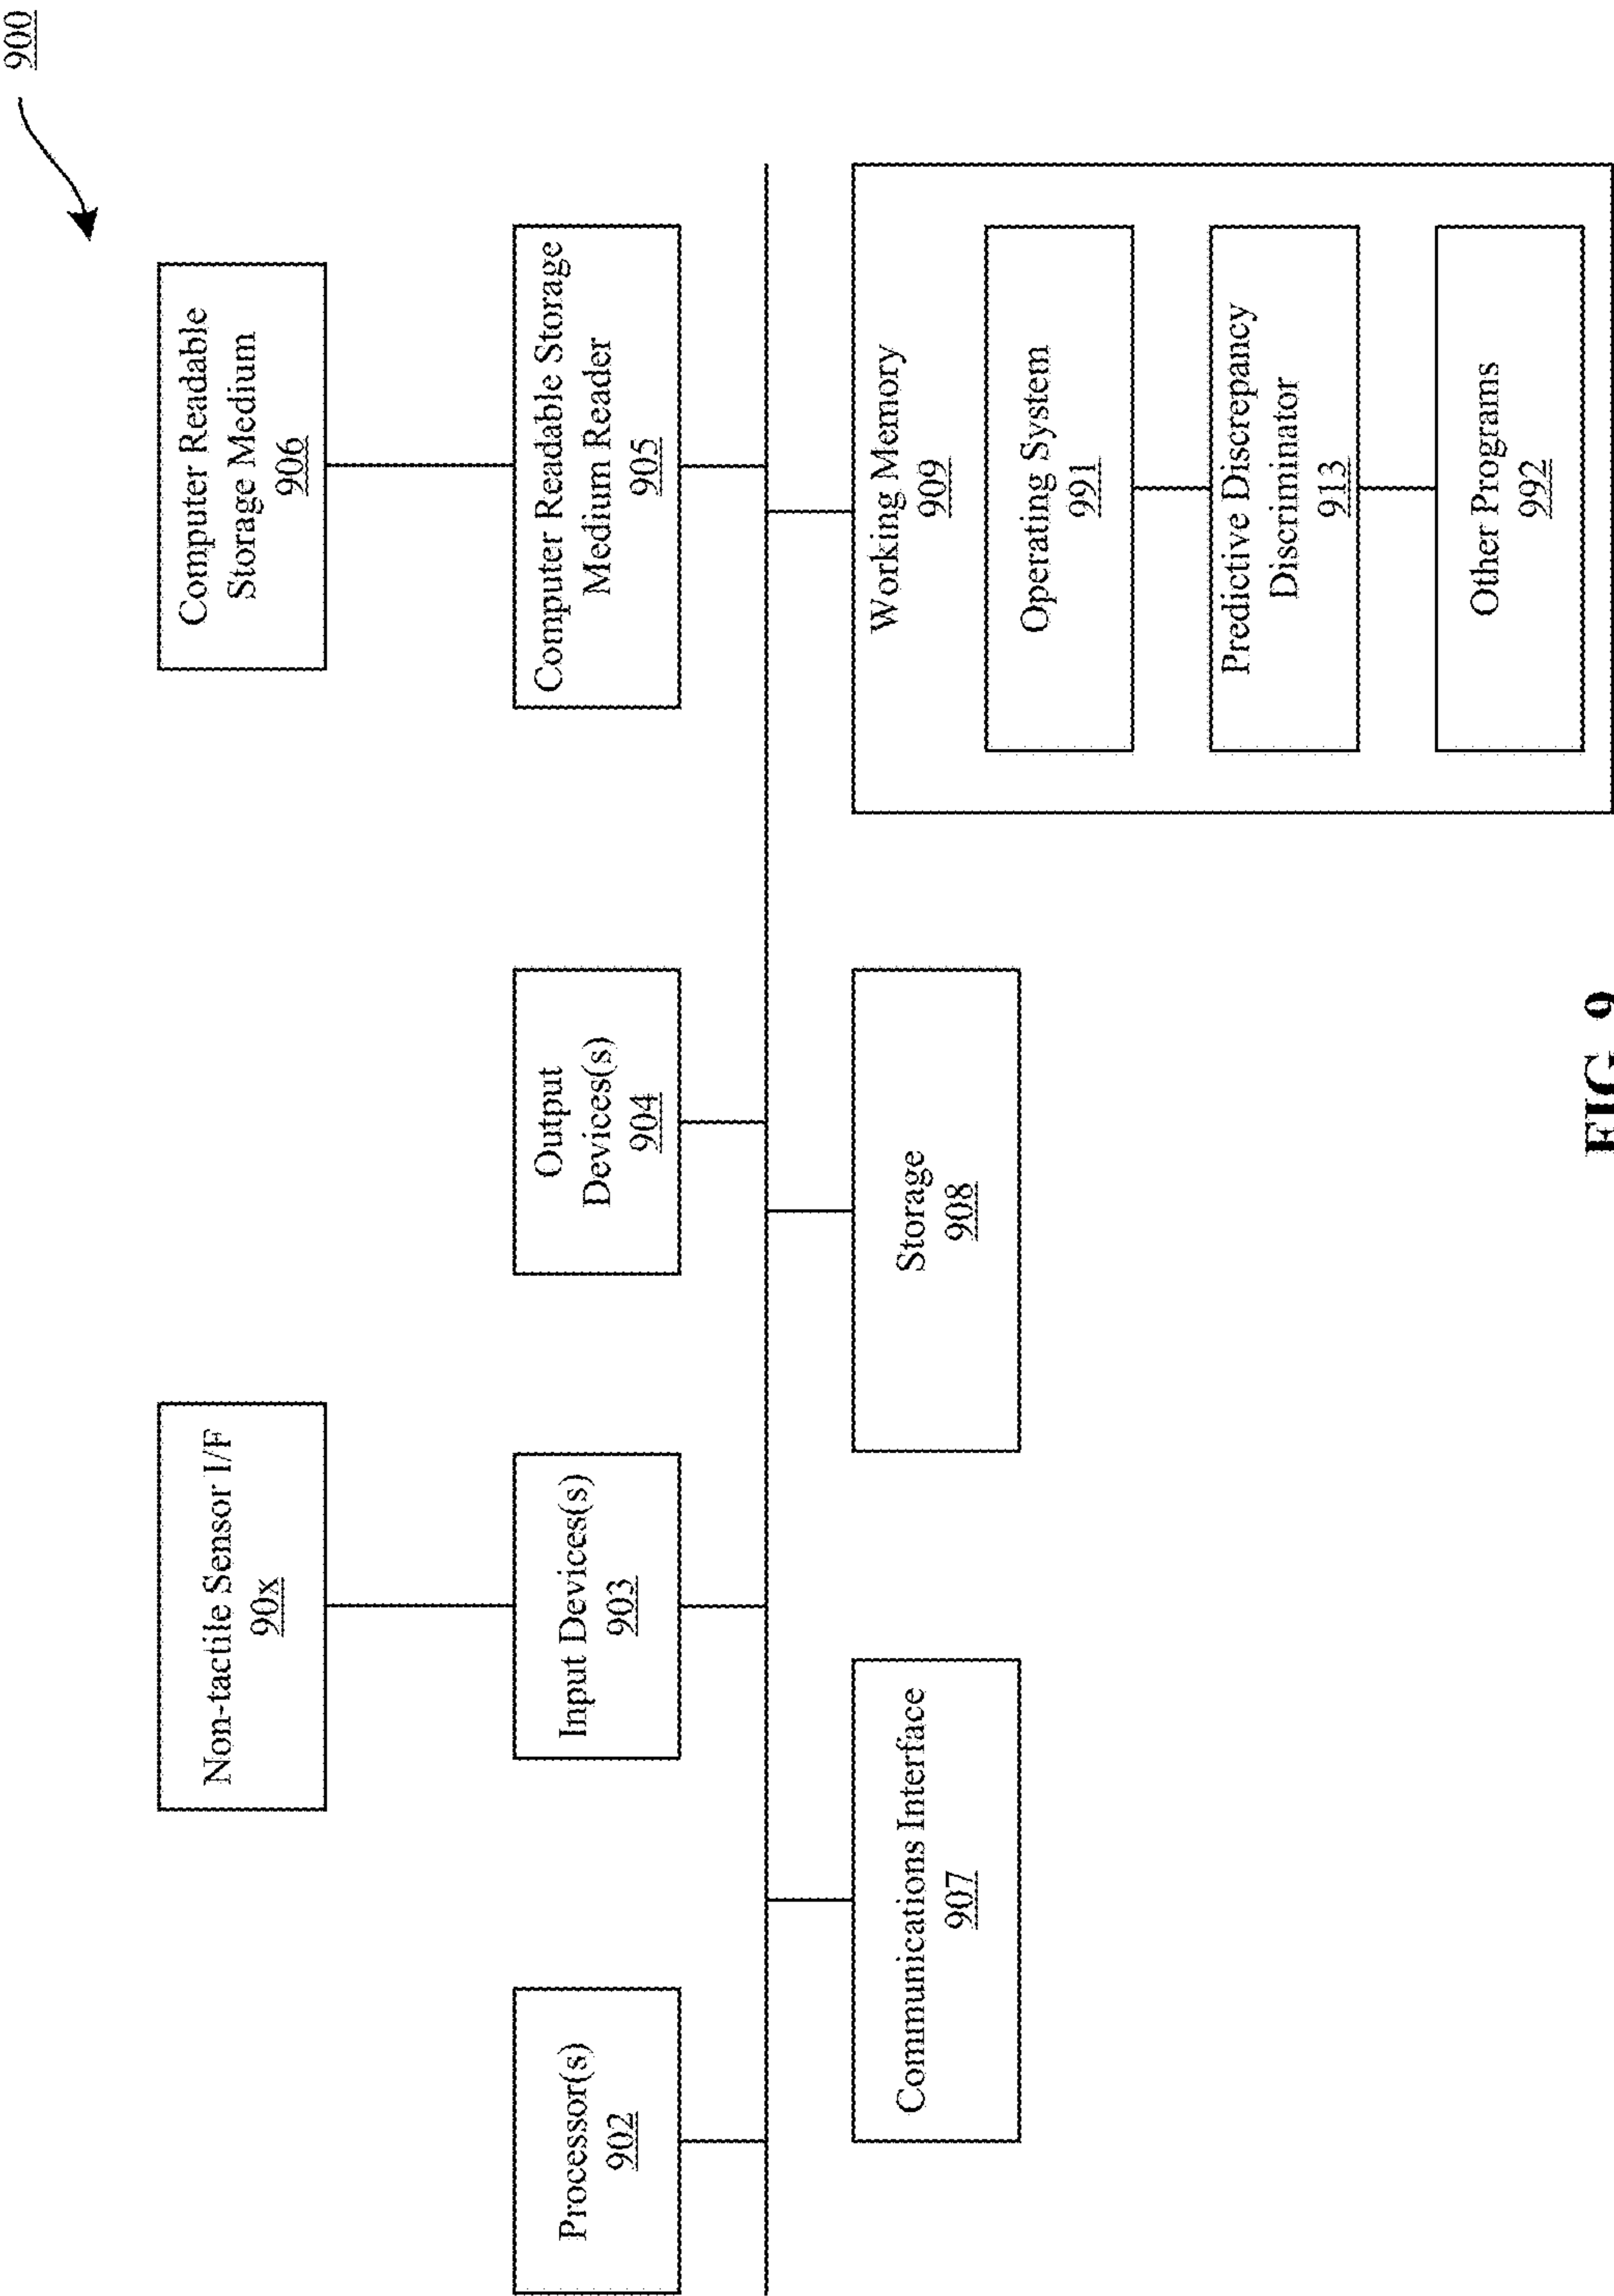 900
Non-tactile Sensor I/F
90x
Computer Readable
Storage Medium
906
Processor(s)
902
Input Devices(s)
903
Output
Devices(s)
904
Computer Readable Storage
Medium Reader
905
Communications Interface
907
Storage
908
Working Memory
909
Operating System
991
Predictive Discrepancy
Discriminator
913
Other Programs
992
FIG. 9